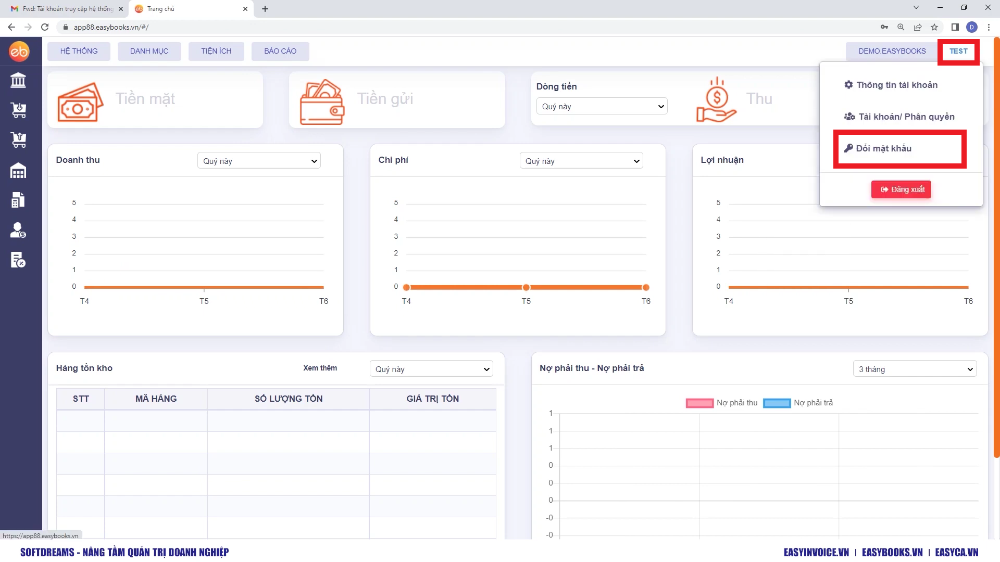 Fwd: Tài khoản truy cập hệ thống
Trang chủ
app88.easybooks.vn/#/
D
eb
HỆ THỐNG
DANH MỤC
TIỆN ÍCH
BÁO CÁO
DEMO.EASYBOOKS
TEST
Tiền mặt
Tiền gửi
Dòng tiền
Quý này
Thu
Thông tin tài khoản
Tài khoản/ Phân quyền
Đổi mật khẩu
Đăng xuất
Doanh thu
Quý này
5
4
3
2
1
0
T4 T5 T6
Chi phí
Quý này
5
4
3
2
1
0
T4 T5 T6
Lợi nhuận
5
4
3
2
1
0
T4 T5 T6
Hàng tồn kho
Xem thêm
Quý này
STT MÃ HÀNG SỐ LƯỢNG TỒN GIÁ TRỊ TỒN
Nợ phải thu - Nợ phải trả
3 tháng
Nợ phải thu Nợ phải trả
1
1
1
0
0
0
-0
-0
https://app88.easybooks.vn
SOFTDREAMS - NÂNG TẦM QUẢN TRỊ DOANH NGHIỆP
EASYINVOICE.VN | EASYBOOKS.VN | EASYCA.VN